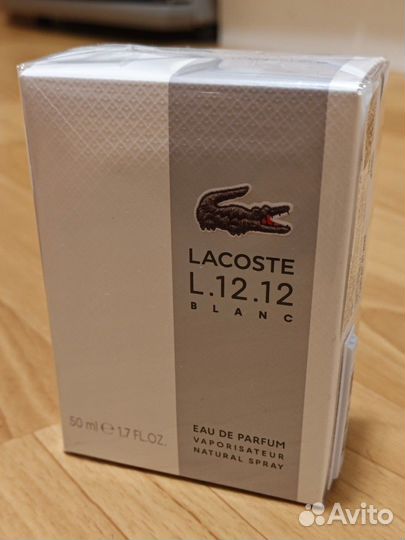 LACOSTE
L.12.12
BLANC
50 ml e 1.7 FL.OZ.
EAU DE PARFUM
VAPORISATEUR
NATURAL SPRAY
Avito